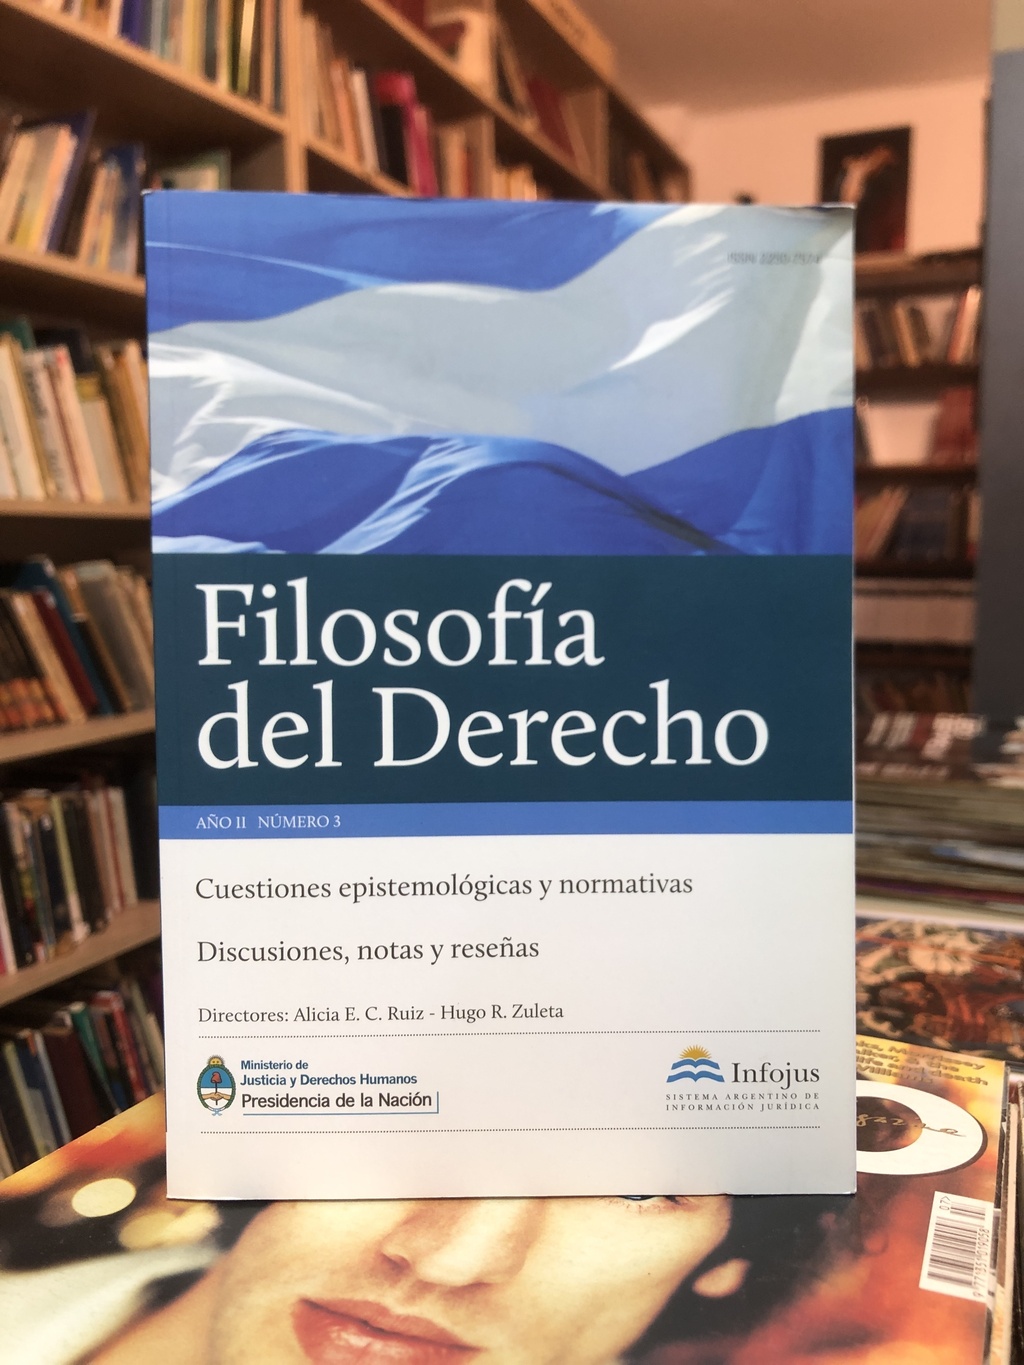 Filosofía
del Derecho
AÑO II NÚMERO 3
Cuestiones epistemológicas y normativas
Discusiones, notas y reseñas
Directores: Alicia E. C. Ruiz - Hugo R. Zuleta
Ministerio de
Justicia y Derechos Humanos
Presidencia de la Nación
Infojus
SISTEMA ARGENTINO DE
INFORMACIÓN JURÍDICA